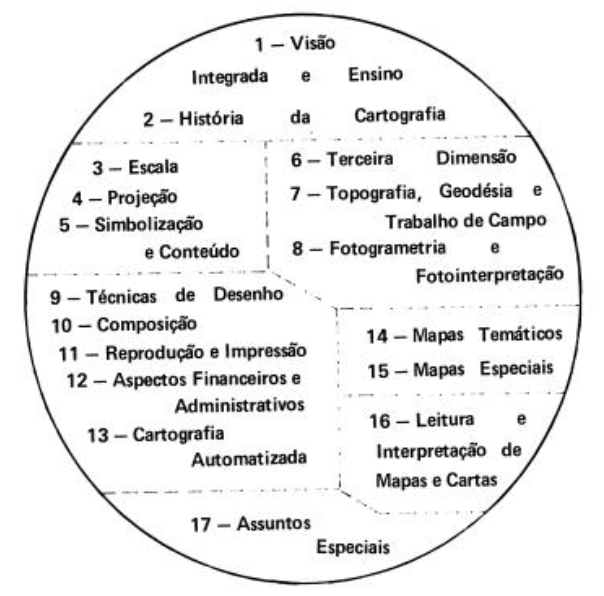 1 – Visão
Integrada e Ensino
2 – História da Cartografia
3 – Escala
4 – Projeção
5 – Simbolização
e Conteúdo
6 – Terceira Dimensão
7 – Topografia, Geodésia e
Trabalho de Campo
8 – Fotogrametria e
Fotointerpretação
9 – Técnicas de Desenho
10 – Composição
11 – Reprodução e Impressão
12 – Aspectos Financeiros e
Administrativos
13 – Cartografia
Automatizada
14 – Mapas Temáticos
15 – Mapas Especiais
16 – Leitura e
Interpretação de
Mapas e Cartas
17 – Assuntos
Especiais